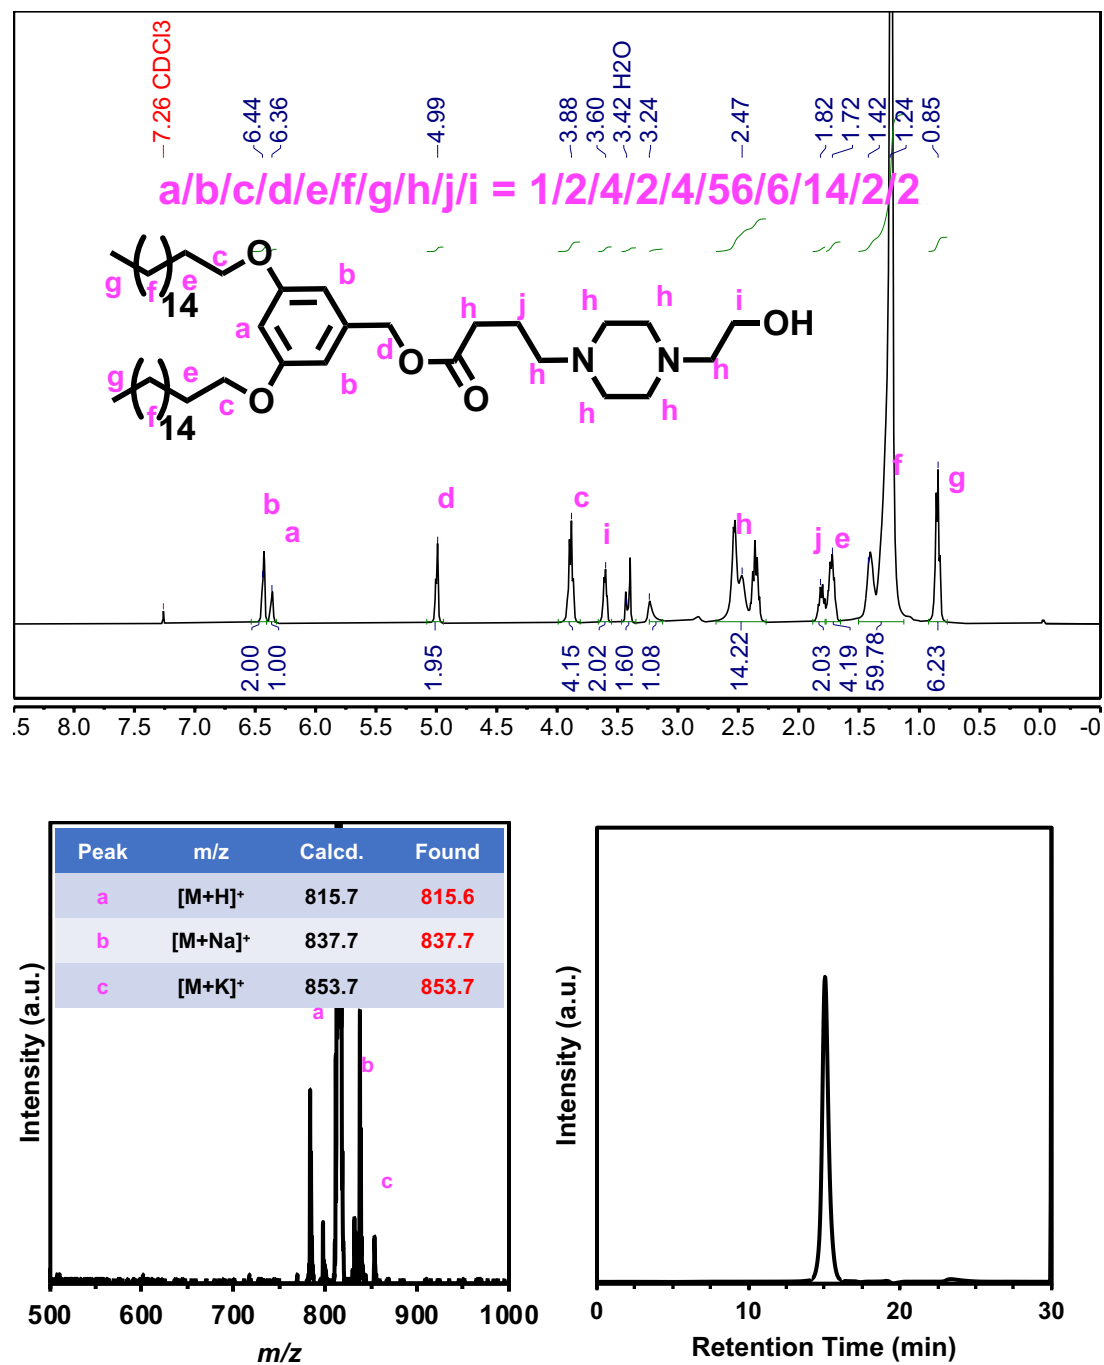 7.26 CDCl3
6.44
6.36
4.99
3.88
3.60
3.42 H2O
3.24
2.47
1.82
1.72
1.42
1.24
0.85
a/b/c/d/e/f/g/h/j/i = 1/2/4/2/4/56/6/14/2/2
g f 14 e c O b
a b d O O h j h N h h h h N h i OH
g f 14 e c O
b a d c i h j e f g
2.00
1.00
1.95
4.15
2.02
1.60
1.08
14.22
2.03
4.19
59.78
6.23
.5 8.0 7.5 7.0 6.5 6.0 5.5 5.0 4.5 4.0 3.5 3.0 2.5 2.0 1.5 1.0 0.5 0.0 -0
Peak m/z Calcd. Found
a [M+H]+ 815.7 815.6
b [M+Na]+ 837.7 837.7
c [M+K]+ 853.7 853.7
a
b
c
Intensity (a.u.)
500 600 700 800 900 1000
m/z
Intensity (a.u.)
0 10 20 30
Retention Time (min)